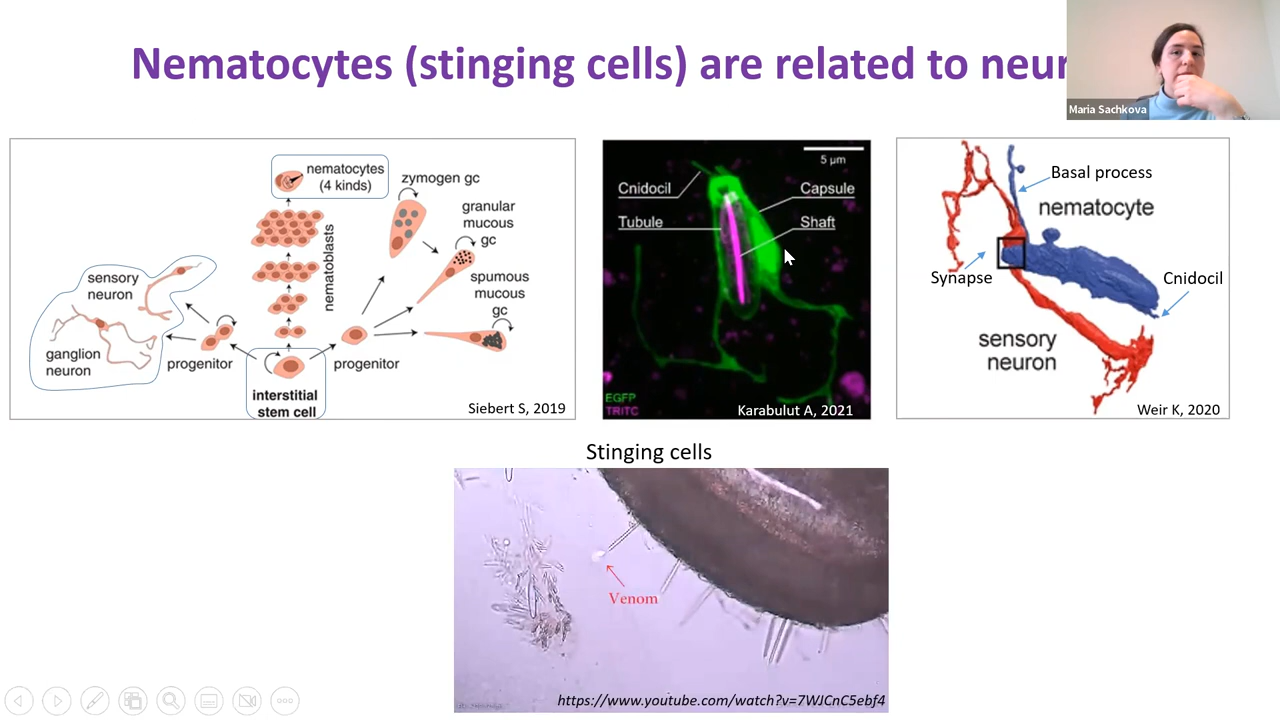 Nematocytes (stinging cells) are related to neur
Maria Sachkova
nematocytes
(4 kinds)
nematoblasts
zymogen gc
granular
mucous
gc
spumous
mucous
gc
sensory
neuron
ganglion
neuron
progenitor
progenitor
interstitial
stem cell
Siebert S, 2019
5 µm
Cnidocil
Capsule
Tubule
Shaft
EGFP
TRITC
Karabulut A, 2021
Basal process
nematocyte
Synapse
Cnidocil
sensory
neuron
Weir K, 2020
Stinging cells
Venom
https://www.youtube.com/watch?v=7WJCnC5ebf4